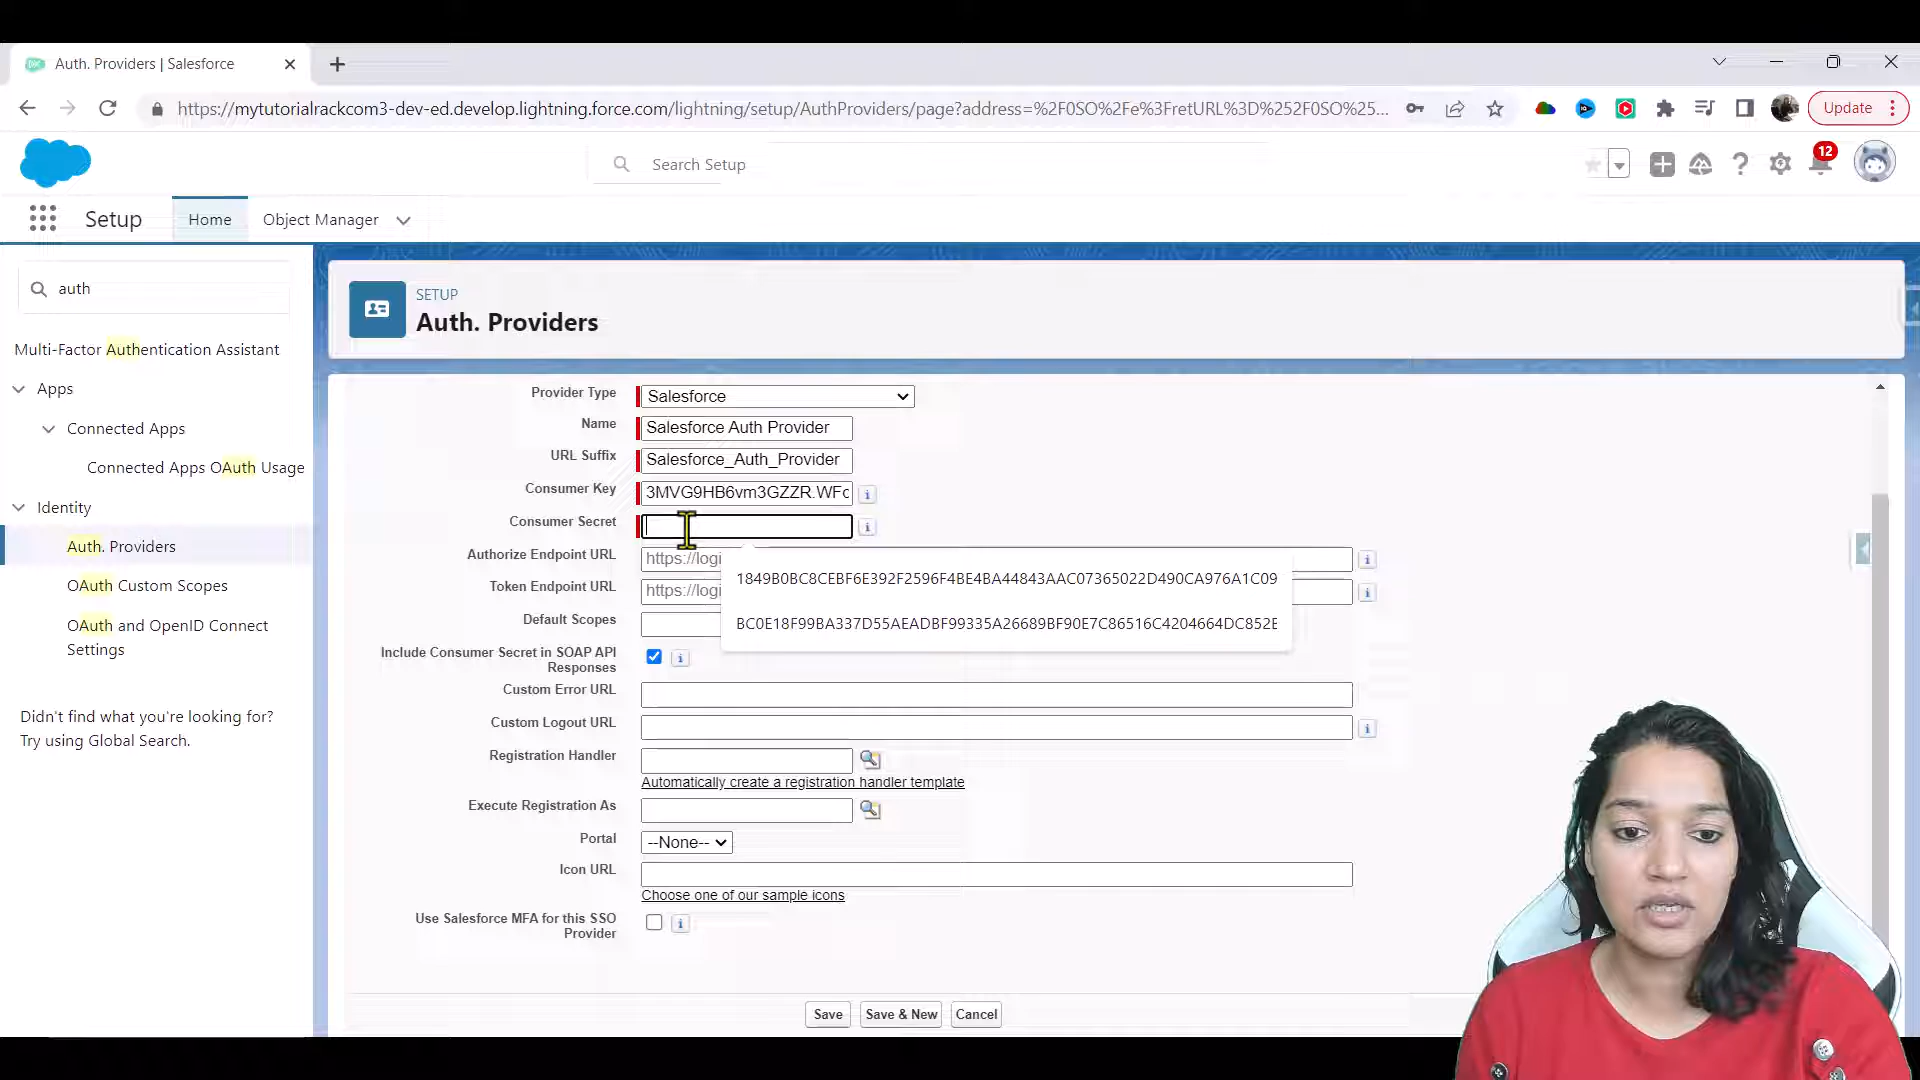 Auth. Providers | Salesforce
https://mytutorialrackcom3-dev-ed.develop.lightning.force.com/lightning/setup/AuthProviders/page?address=%2F0SO%2Fe%3FretURL%3D%252F0SO%25...
Update
Search Setup
12
Setup
Home
Object Manager
auth
Multi-Factor Authentication Assistant
Apps
Connected Apps
Connected Apps OAuth Usage
Identity
Auth. Providers
OAuth Custom Scopes
OAuth and OpenID Connect
Settings
Didn't find what you're looking for?
Try using Global Search.
SETUP
Auth. Providers
Provider Type
Salesforce
Name
Salesforce Auth Provider
URL Suffix
Salesforce_Auth_Provider
Consumer Key
3MVG9HB6vm3GZZR.WFc
Consumer Secret
Authorize Endpoint URL
https://logi
1849B0BC8CEBF6E392F2596F4BE4BA44843AAC07365022D490CA976A1C09
Token Endpoint URL
https://logi
Default Scopes
BC0E18F99BA337D55AEADBF99335A26689BF90E7C86516C4204664DC852E
Include Consumer Secret in SOAP API
Responses
Custom Error URL
Custom Logout URL
Registration Handler
Automatically create a registration handler template
Execute Registration As
Portal
--None--
Icon URL
Choose one of our sample icons
Use Salesforce MFA for this SSO
Provider
Save
Save & New
Cancel